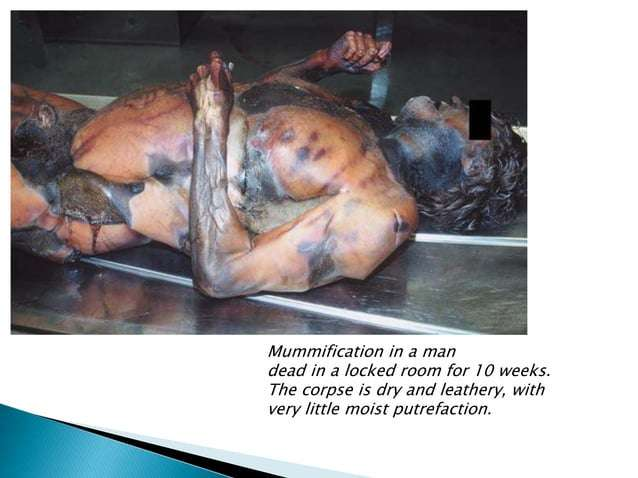 Mummification in a man
dead in a locked room for 10 weeks.
The corpse is dry and leathery, with
very little moist putrefaction.